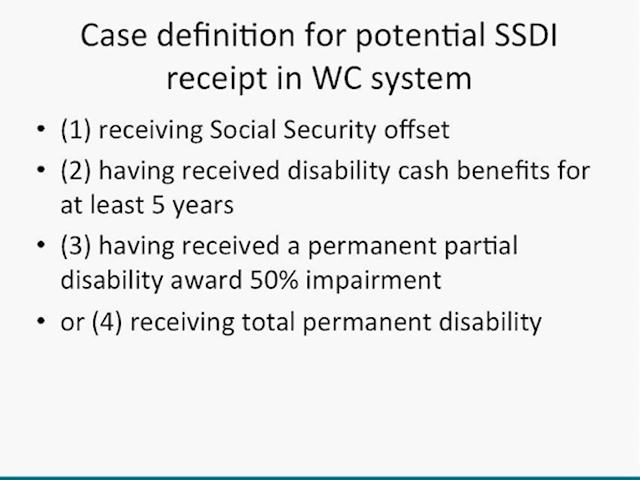 Case definition for potential SSDI
receipt in WC system
• (1) receiving Social Security offset
• (2) having received disability cash benefits for
at least 5 years
• (3) having received a permanent partial
disability award 50% impairment
• or (4) receiving total permanent disability